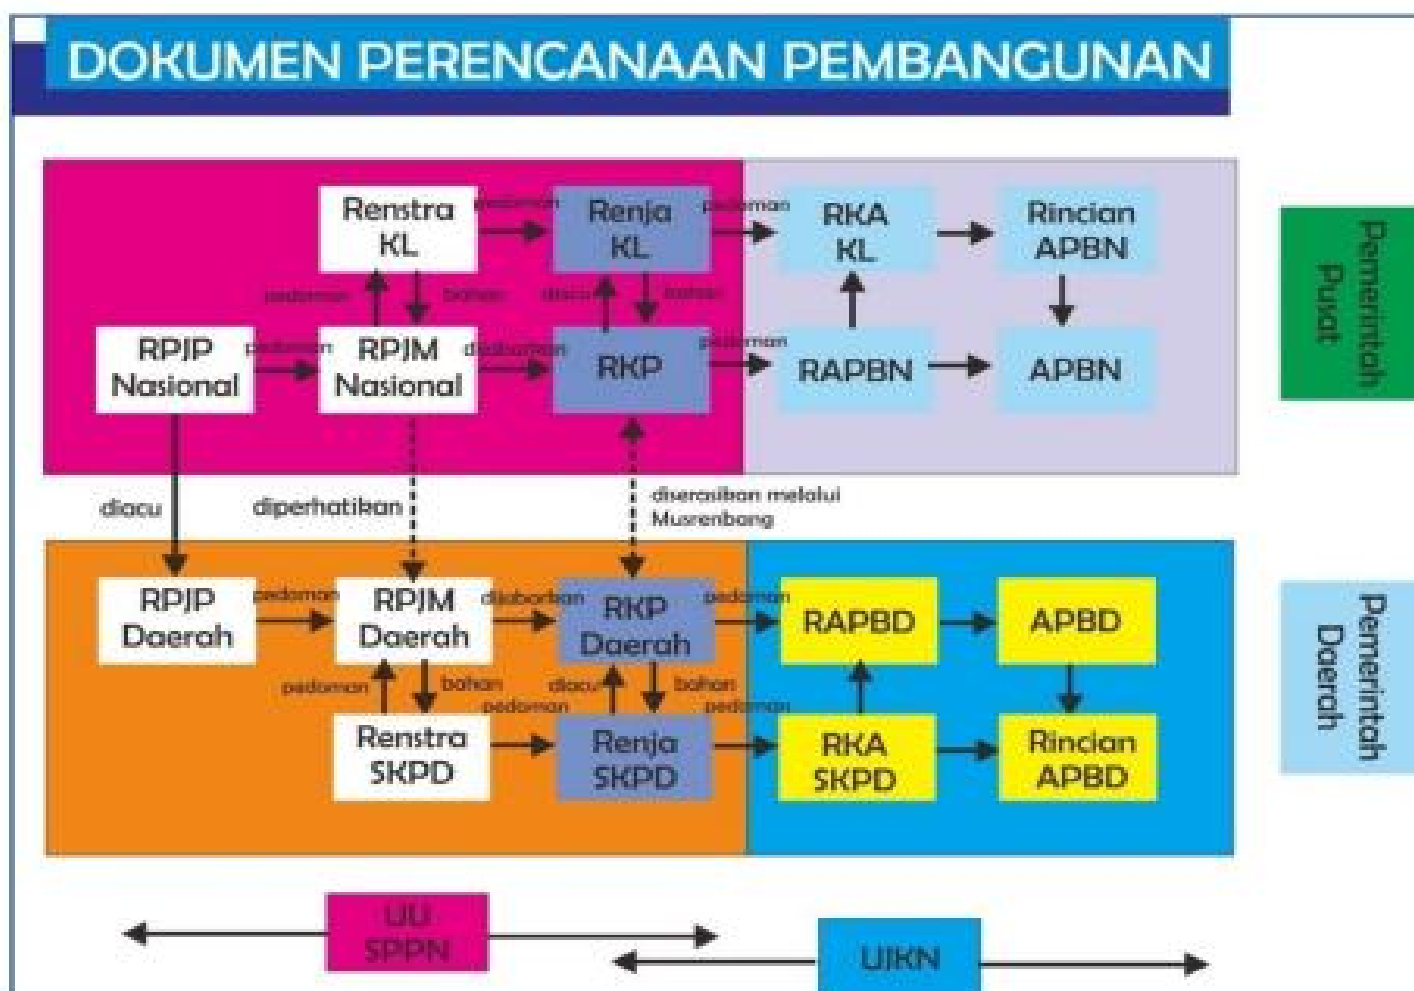 DOKUMEN PERENCANAAN PEMBANGUNAN
Renstra
KL
pedoman
Renja
KL
pedoman
RKA
KL
Rincian
APBN
Pemerintah
Pusat
pedoman
bahan
diacu
bahan
RPJP
Nasional
pedoman
RPJM
Nasional
dijabarkan
RKP
pedoman
RAPBN
APBN
diacu
diperhatikan
diserasikan melalui
Musrenbang
RPJP
Daerah
pedoman
RPJM
Daerah
dijabarkan
RKP
Daerah
pedoman
RAPBD
APBD
Pemerintah
Daerah
pedoman
bahan
diacu
bahan
Renstra
SKPD
pedoman
Renja
SKPD
pedoman
RKA
SKPD
Rincian
APBD
UU
SPPN
UJKN